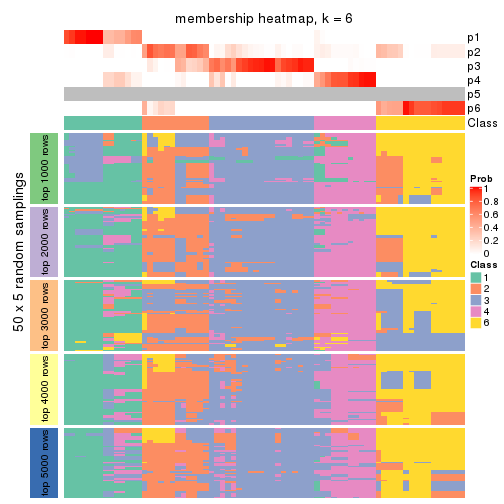 membership heatmap, k = 6
p1
p2
p3
p4
p5
p6
Class
50 x 5 random samplings
top 1000 rows
top 2000 rows
top 3000 rows
top 4000 rows
top 5000 rows
Prob
1
0.8
0.6
0.4
0.2
0
Class
1
2
3
4
6